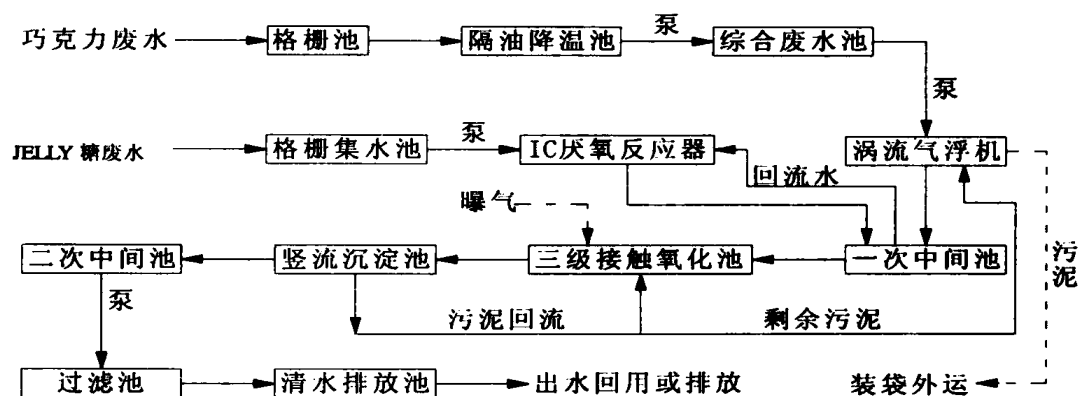 巧克力废水
格栅池
隔油降温池
泵
综合废水池
泵
JELLY 糖废水
格栅集水池
泵
IC厌氧反应器
涡流气浮机
回流水
曝气
污泥
二次中间池
竖流沉淀池
三级接触氧化池
一次中间池
泵
污泥回流
剩余污泥
过滤池
清水排放池
出水回用或排放
装袋外运